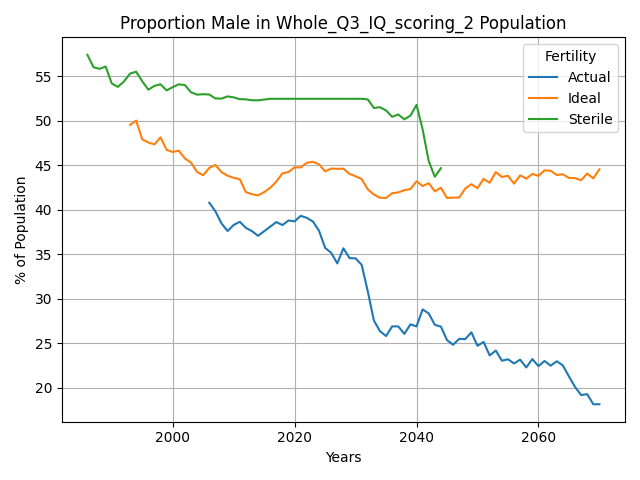 Proportion Male in Whole_Q3_IQ_scoring_2 Population
Fertility
Actual
Ideal
Sterile
% of Population
55
50
45
40
35
30
25
20
2000
2020
2040
2060
Years